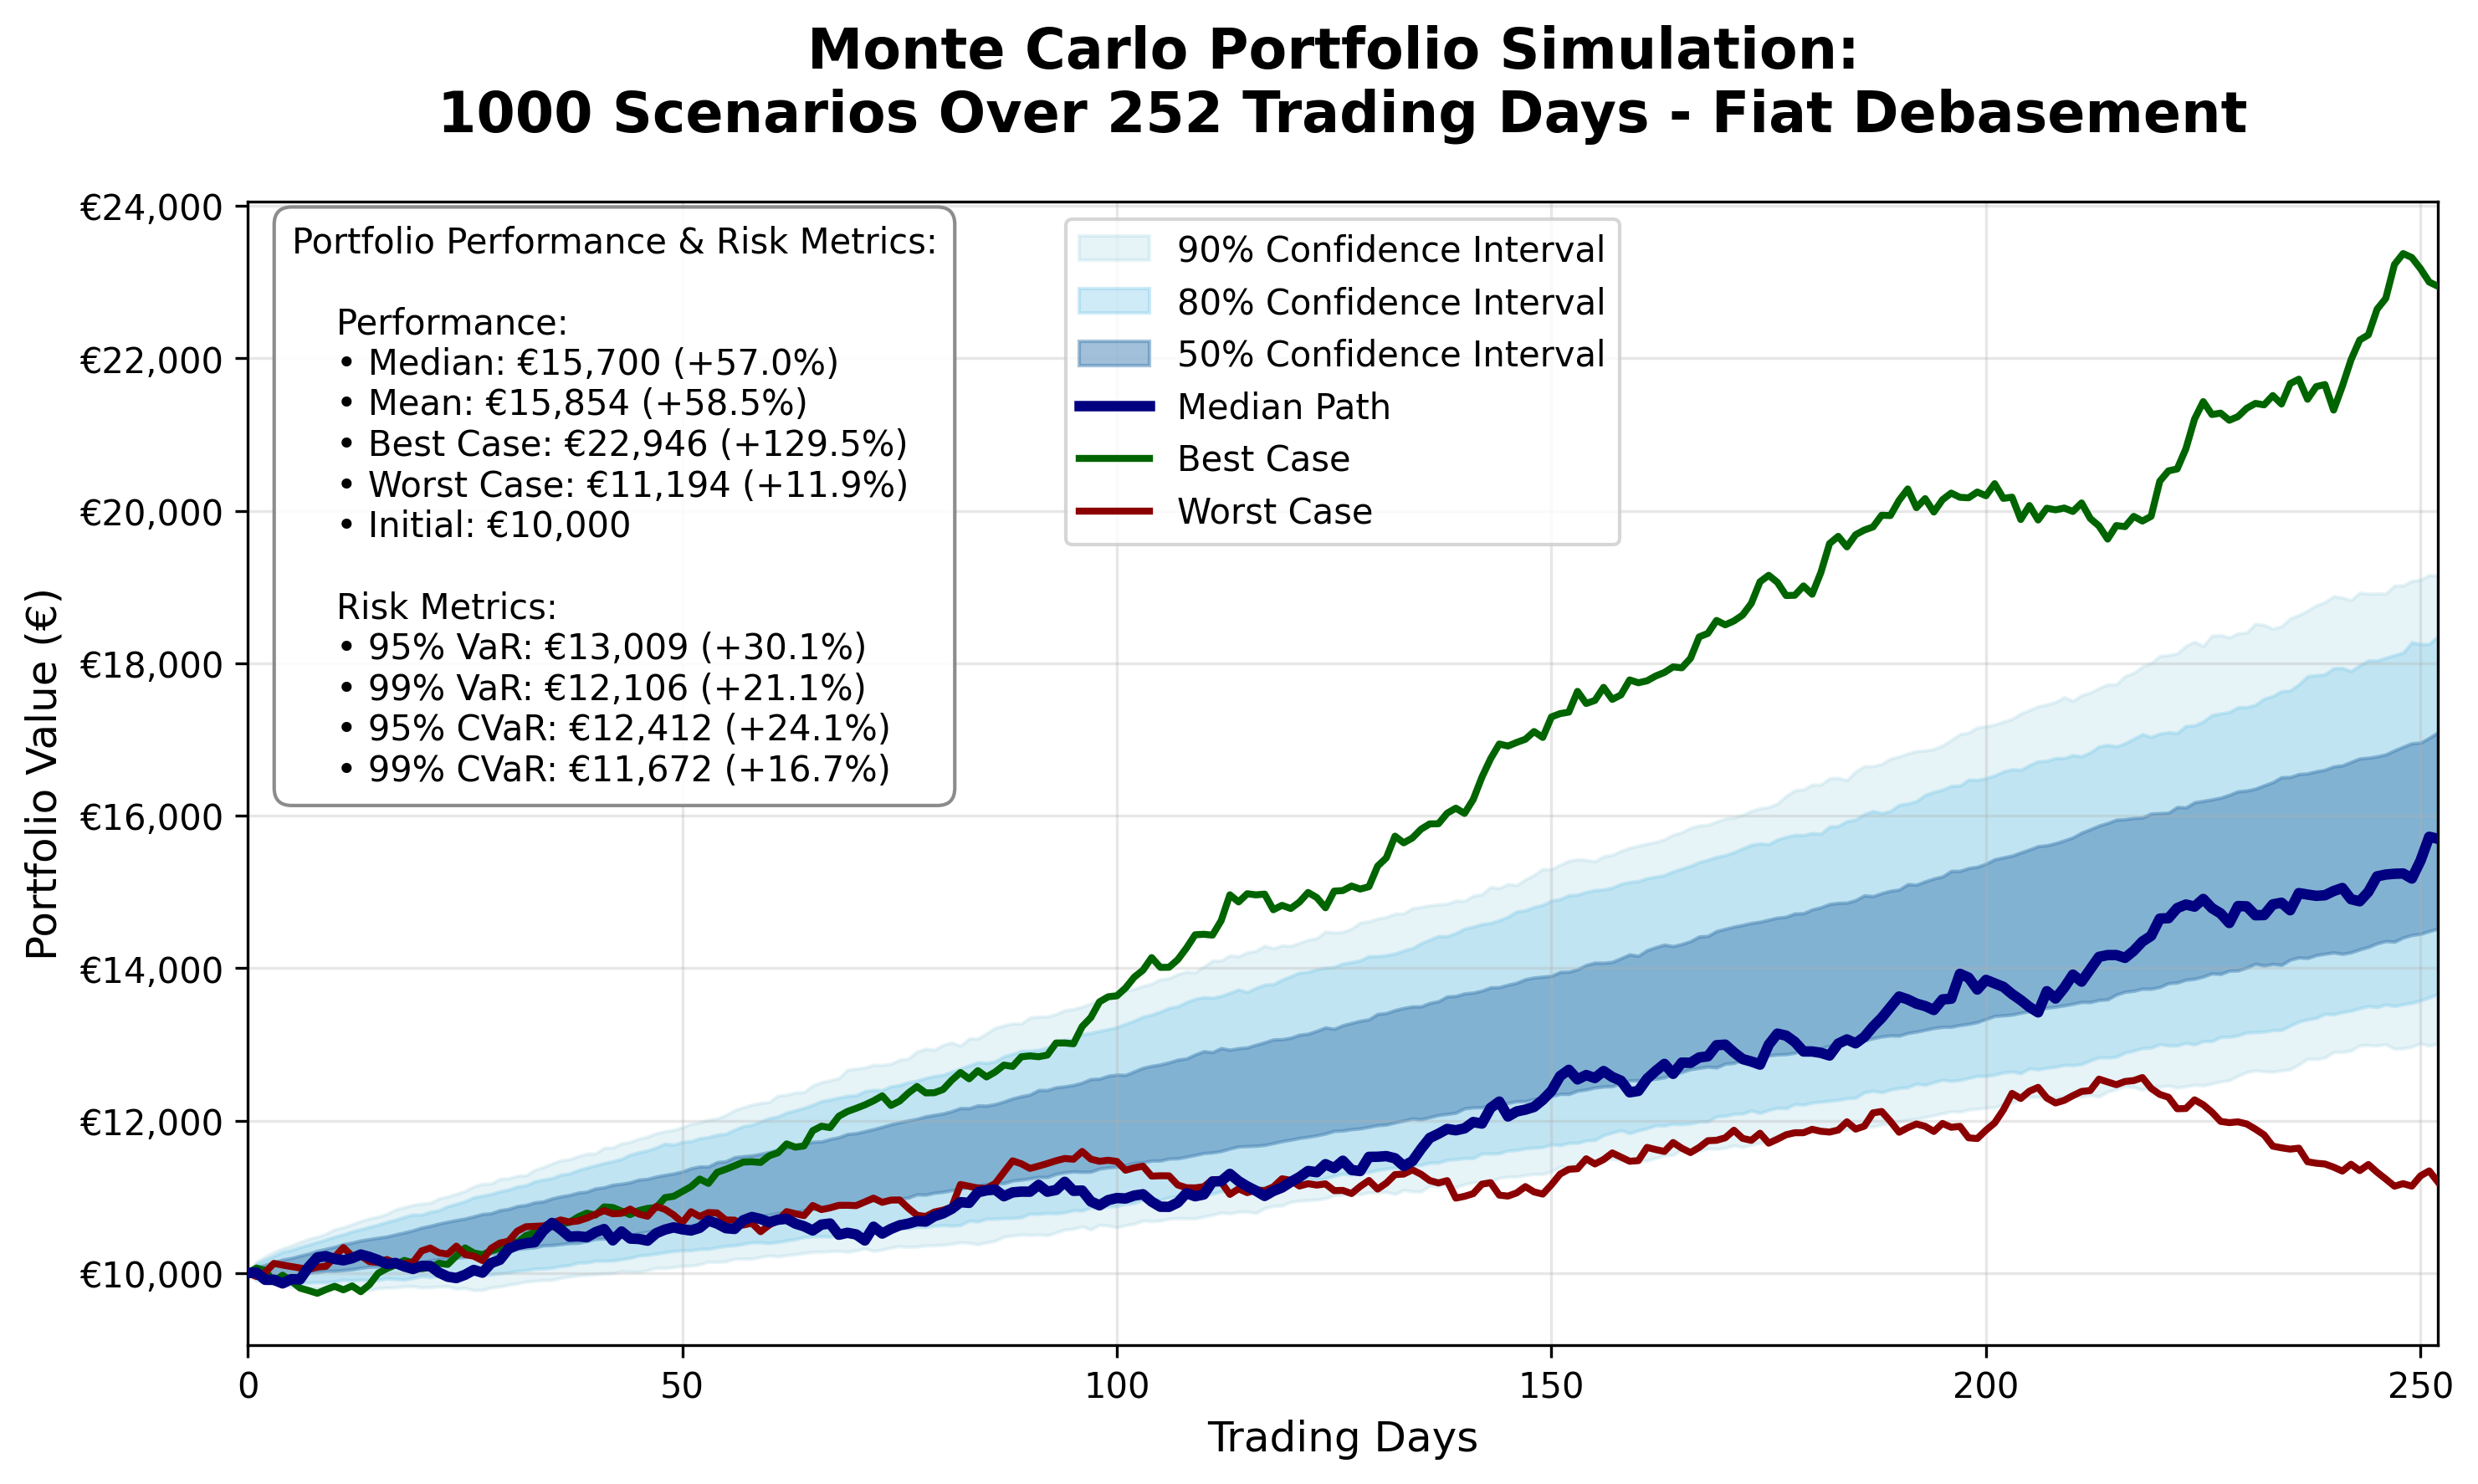 Monte Carlo Portfolio Simulation:
1000 Scenarios Over 252 Trading Days - Fiat Debasement
€24,000
€22,000
€20,000
€18,000
€16,000
€14,000
€12,000
€10,000
Portfolio Value (€)
Portfolio Performance & Risk Metrics:
Performance:
• Median: €15,700 (+57.0%)
• Mean: €15,854 (+58.5%)
• Best Case: €22,946 (+129.5%)
• Worst Case: €11,194 (+11.9%)
• Initial: €10,000
Risk Metrics:
• 95% VaR: €13,009 (+30.1%)
• 99% VaR: €12,106 (+21.1%)
• 95% CVaR: €12,412 (+24.1%)
• 99% CVaR: €11,672 (+16.7%)
90% Confidence Interval
80% Confidence Interval
50% Confidence Interval
Median Path
Best Case
Worst Case
0 50 100 150 200 250
Trading Days